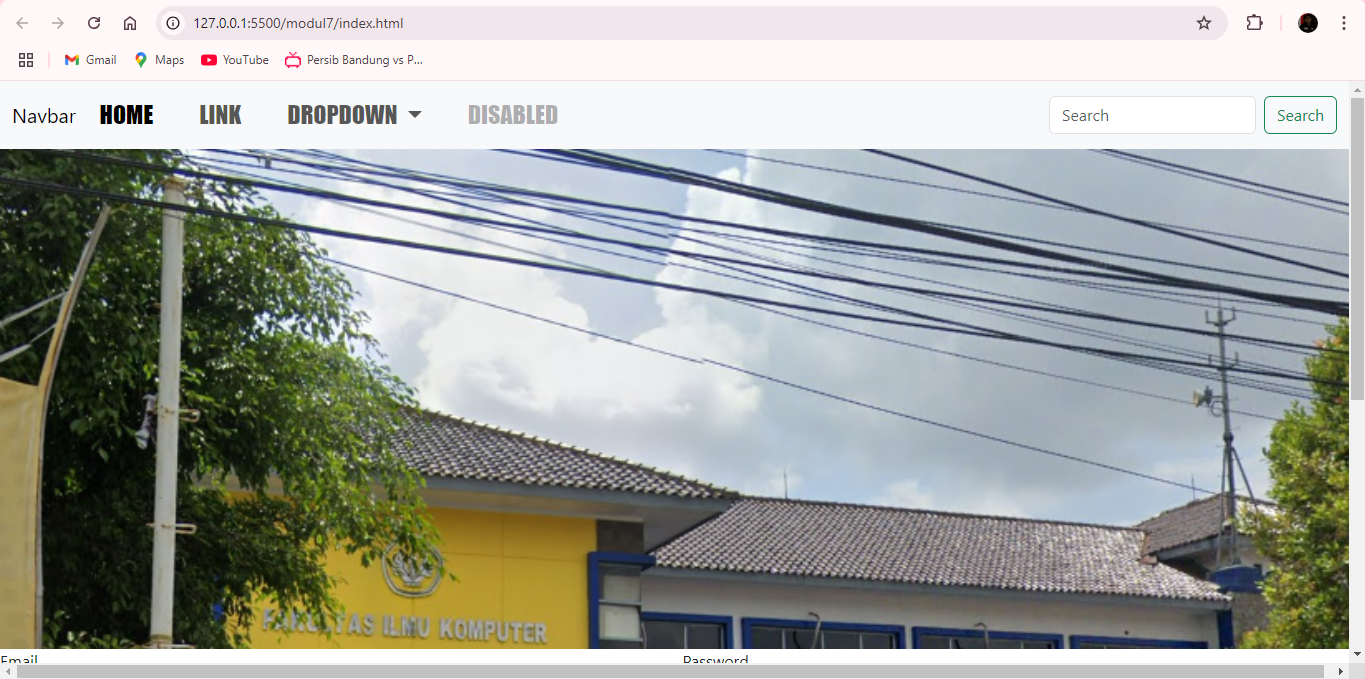 127.0.0.1:5500/modul7/index.html
Gmail Maps YouTube Persib Bandung vs P...
Navbar HOME LINK DROPDOWN DISABLED Search Search
FAKULTAS ILMU KOMPUTER
Email Password